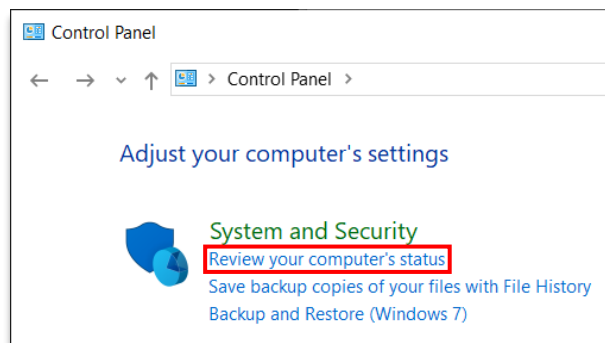 Control Panel
Control Panel
Adjust your computer's settings
System and Security
Review your computer's status
Save backup copies of your files with File History
Backup and Restore (Windows 7)